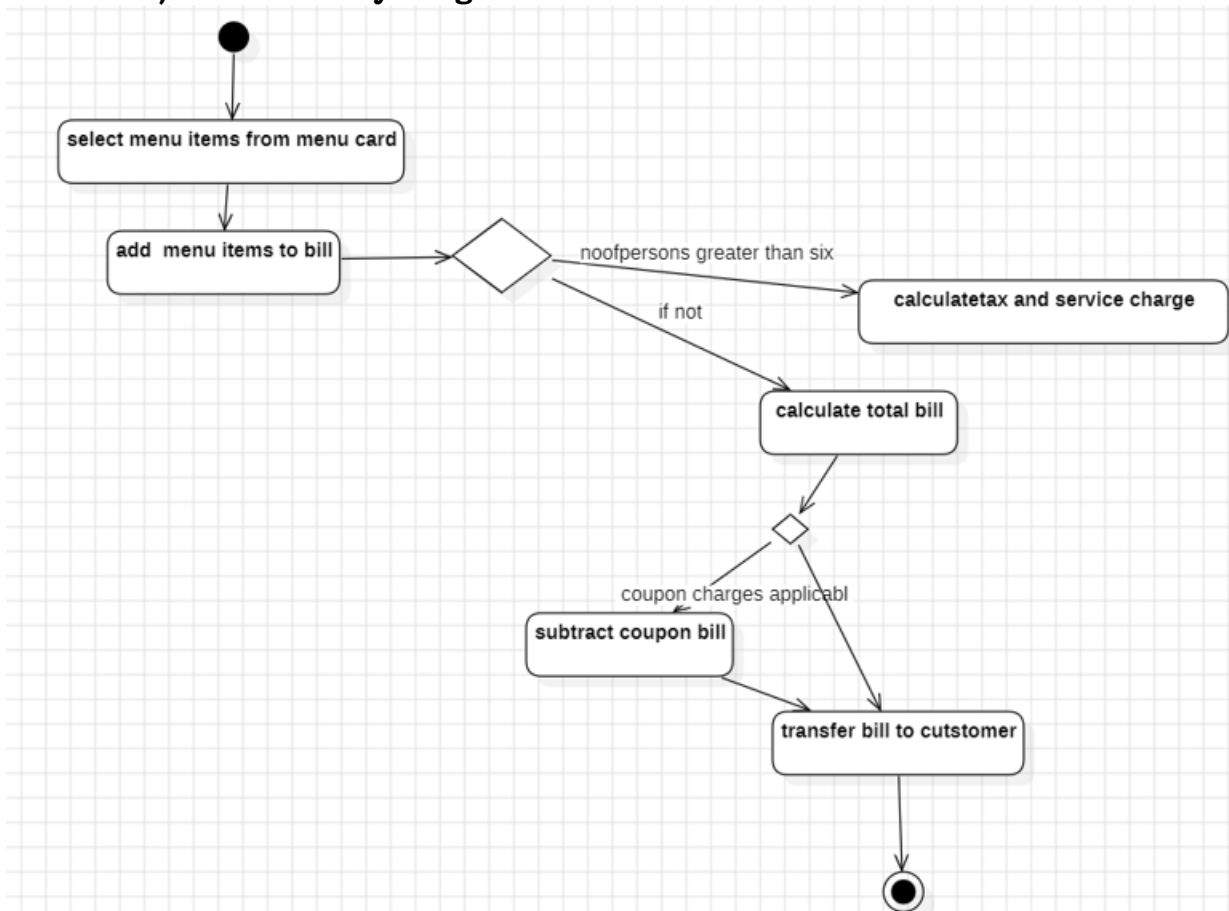 select menu items from menu card
add menu items to bill
noofpersons greater than six
calculatetax and service charge
if not
calculate total bill
coupon charges applicabl
subtract coupon bill
transfer bill to cutstomer